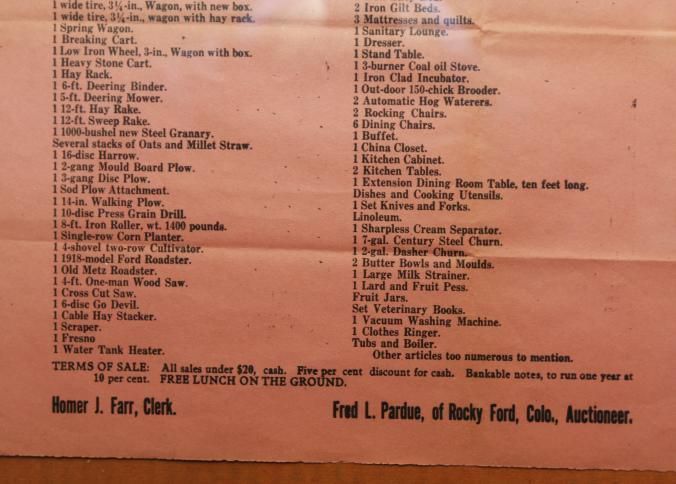 1 wide tire, 3¼-in., Wagon, with new box.
1 wide tire, 3¼-in., wagon with hay rack.
1 Spring Wagon.
1 Breaking Cart.
1 Low Iron Wheel, 3-in., Wagon with box.
1 Heavy Stone Cart.
1 Hay Rack.
1 6-ft. Deering Binder.
1 5-ft. Deering Mower.
1 12-ft. Hay Rake.
1 12-ft. Sweep Rake.
1 1000-bushel new Steel Granary.
Several stacks of Oats and Millet Straw.
1 16-disc Harrow.
1 2-gang Mould Board Plow.
1 3-gang Disc Plow.
1 Sod Plow Attachment.
1 14-in. Walking Plow.
1 10-disc Press Grain Drill.
1 8-ft. Iron Roller, wt. 1400 pounds.
1 Single-row Corn Planter.
1 4-shovel two-row Cultivator.
1 1918-model Ford Roadster.
1 Old Metz Roadster.
1 4-ft. One-man Wood Saw.
1 Cross Cut Saw.
1 6-disc Go Devil.
1 Cable Hay Stacker.
1 Scraper.
1 Fresno
1 Water Tank Heater.
2 Iron Gilt Beds.
3 Mattresses and quilts.
1 Sanitary Lounge.
1 Dresser.
1 Stand Table.
1 3-burner Coal oil Stove.
1 Iron Clad Incubator.
1 Out-door 150-chick Brooder.
2 Automatic Hog Waterers.
2 Rocking Chairs.
6 Dining Chairs.
1 Buffet.
1 China Closet.
1 Kitchen Cabinet.
2 Kitchen Tables.
1 Extension Dining Room Table, ten feet long.
Dishes and Cooking Utensils.
1 Set Knives and Forks.
Linoleum.
1 Sharpless Cream Separator.
1 7-gal. Century Steel Churn.
1 2-gal. Dasher Churn.
2 Butter Bowls and Moulds.
1 Large Milk Strainer.
1 Lard and Fruit Pess.
Fruit Jars.
Set Veterinary Books.
1 Vacuum Washing Machine.
1 Clothes Ringer.
Tubs and Boiler.
Other articles too numerous to mention.
TERMS OF SALE: All sales under $20, cash. Five per cent discount for cash. Bankable notes, to run one year at
10 per cent. FREE LUNCH ON THE GROUND.
Homer J. Farr, Clerk.
Fred L. Pardue, of Rocky Ford, Colo., Auctioneer.